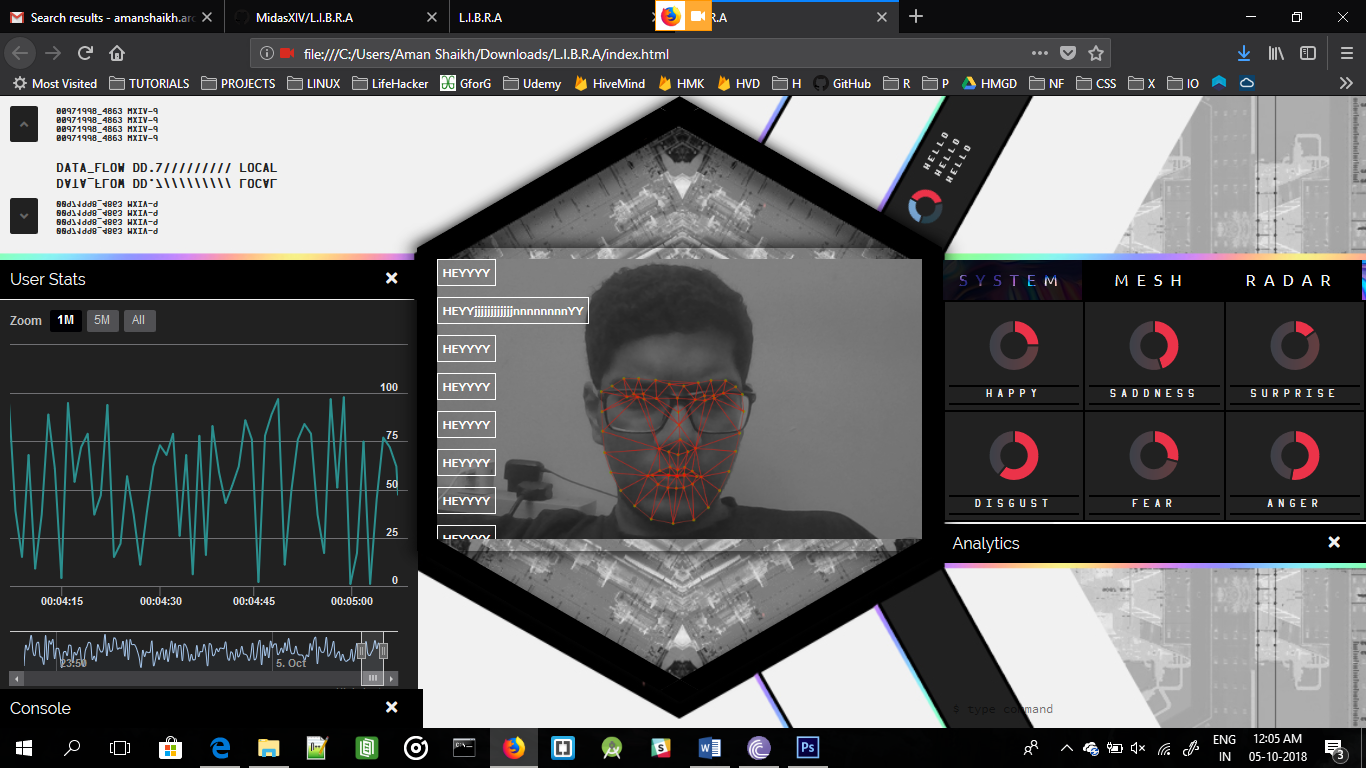 Search results - amanshaikh.arc
MidasXIV/L.I.B.R.A
L.I.B.R.A
R.A
file:///C:/Users/Aman Shaikh/Downloads/L.I.B.R.A/index.html
Most Visited TUTORIALS PROJECTS LINUX LifeHacker GforG Udemy HiveMind HMK HVD H GitHub R P HMGD NF CSS X IO
00971998_4863 MXIV-9
00971998_4863 MXIV-9
00971998_4863 MXIV-9
00971998_4863 MXIV-9
DATA_FLOW DD.7///////// LOCAL
HELLO
HELLO
HELLO
User Stats
Zoom 1M 5M All
100
75
50
25
0
00:04:15 00:04:30 00:04:45 00:05:00
23:50 5. Oct
Console
HEYYYY
HEYYjjjjjjjjjjjjnnnnnnnnYY
HEYYYY
HEYYYY
HEYYYY
HEYYYY
HEYYYY
HEYYYY
SYSTEM MESH RADAR
HAPPY SADDNESS SURPRISE
DISGUST FEAR ANGER
Analytics
$ type command
ENG
IN
12:05 AM
05-10-2018
3